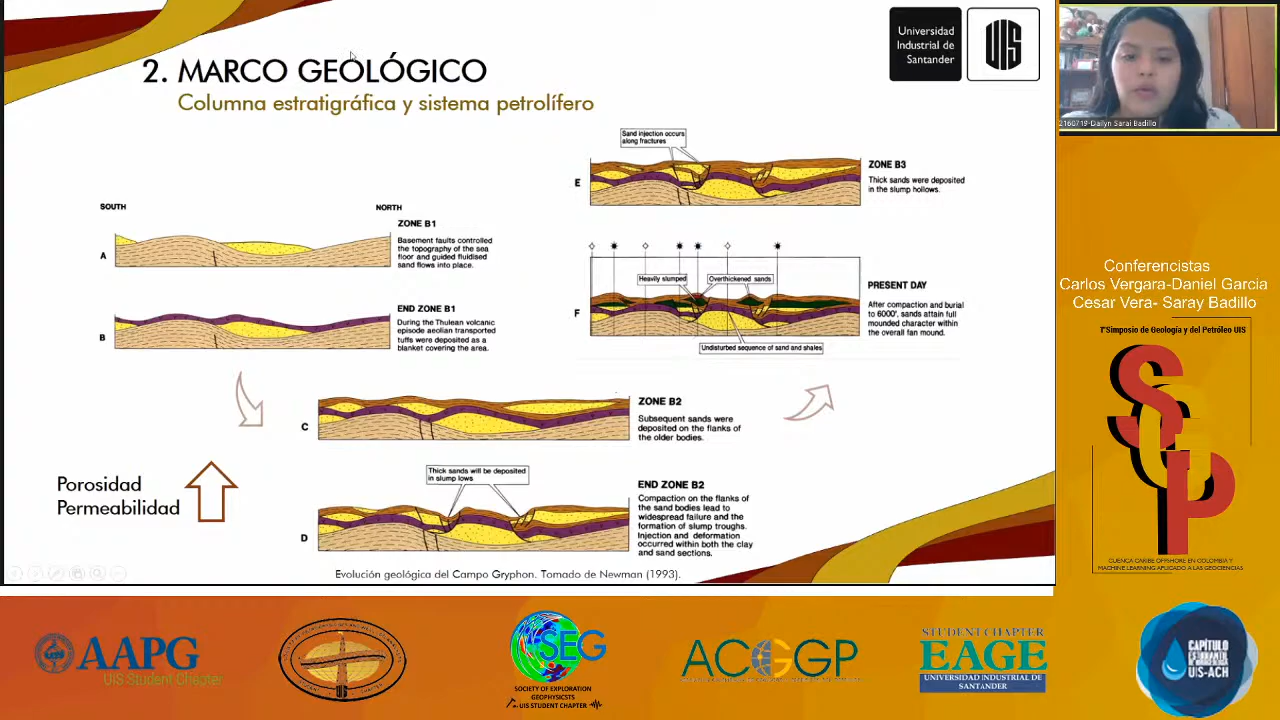 2. MARCO GEOLÓGICO
Columna estratigráfica y sistema petrolífero
Universidad
Industrial de
Santander
UIS
2160719-Dallyn Sarai Badillo
SOUTH
NORTH
A
ZONE B1
Basement faults controlled
the topography of the sea
floor and guided fluidised
sand flows into place.
B
END ZONE B1
During the Thulean volcanic
episode aeolian transported
tuffs were deposited as a
blanket covering the area.
C
ZONE B2
Subsequent sands were
deposited on the flanks of
the older bodies.
D
Thick sands will be deposited
in slump lows
END ZONE B2
Compaction on the flanks of
the sand bodies lead to
widespread failure and the
formation of slump troughs.
Injection and deformation
occurred within both the clay
and sand sections.
E
Sand injection occurs
along fractures
ZONE B3
Thick sands were deposited
in the slump hollows.
F
Heavily slumped
Overthickened sands
Undisturbed sequence of sand and shales
PRESENT DAY
After compaction and burial
to 6000', sands attain full
mounded character within
the overall fan mound.
Porosidad
Permeabilidad
Evolución geológica del Campo Gryphon. Tomado de Newman (1993).
Conferencistas
Carlos Vergara-Daniel Garcia
Cesar Vera- Saray Badillo
1°Simposio de Geología y del Petróleo UIS
SGP
CUENCA CARIBE OFFSHORE EN COLOMBIA Y
MACHINE LEARNING APLICADO A LAS GEOCIENCIAS
AAPG
UIS Student Chapter
SEG
SOCIETY OF EXPLORATION
GEOPHYSICSTS
UIS STUDENT CHAPTER
ACGGP
STUDENT CHAPTER
EAGE
UNIVERSIDAD INDUSTRIAL DE
SANTANDER
CAPÍTULO
ESTUDIANTIL
DE HIDROGEOLOGÍA
UIS-ACH